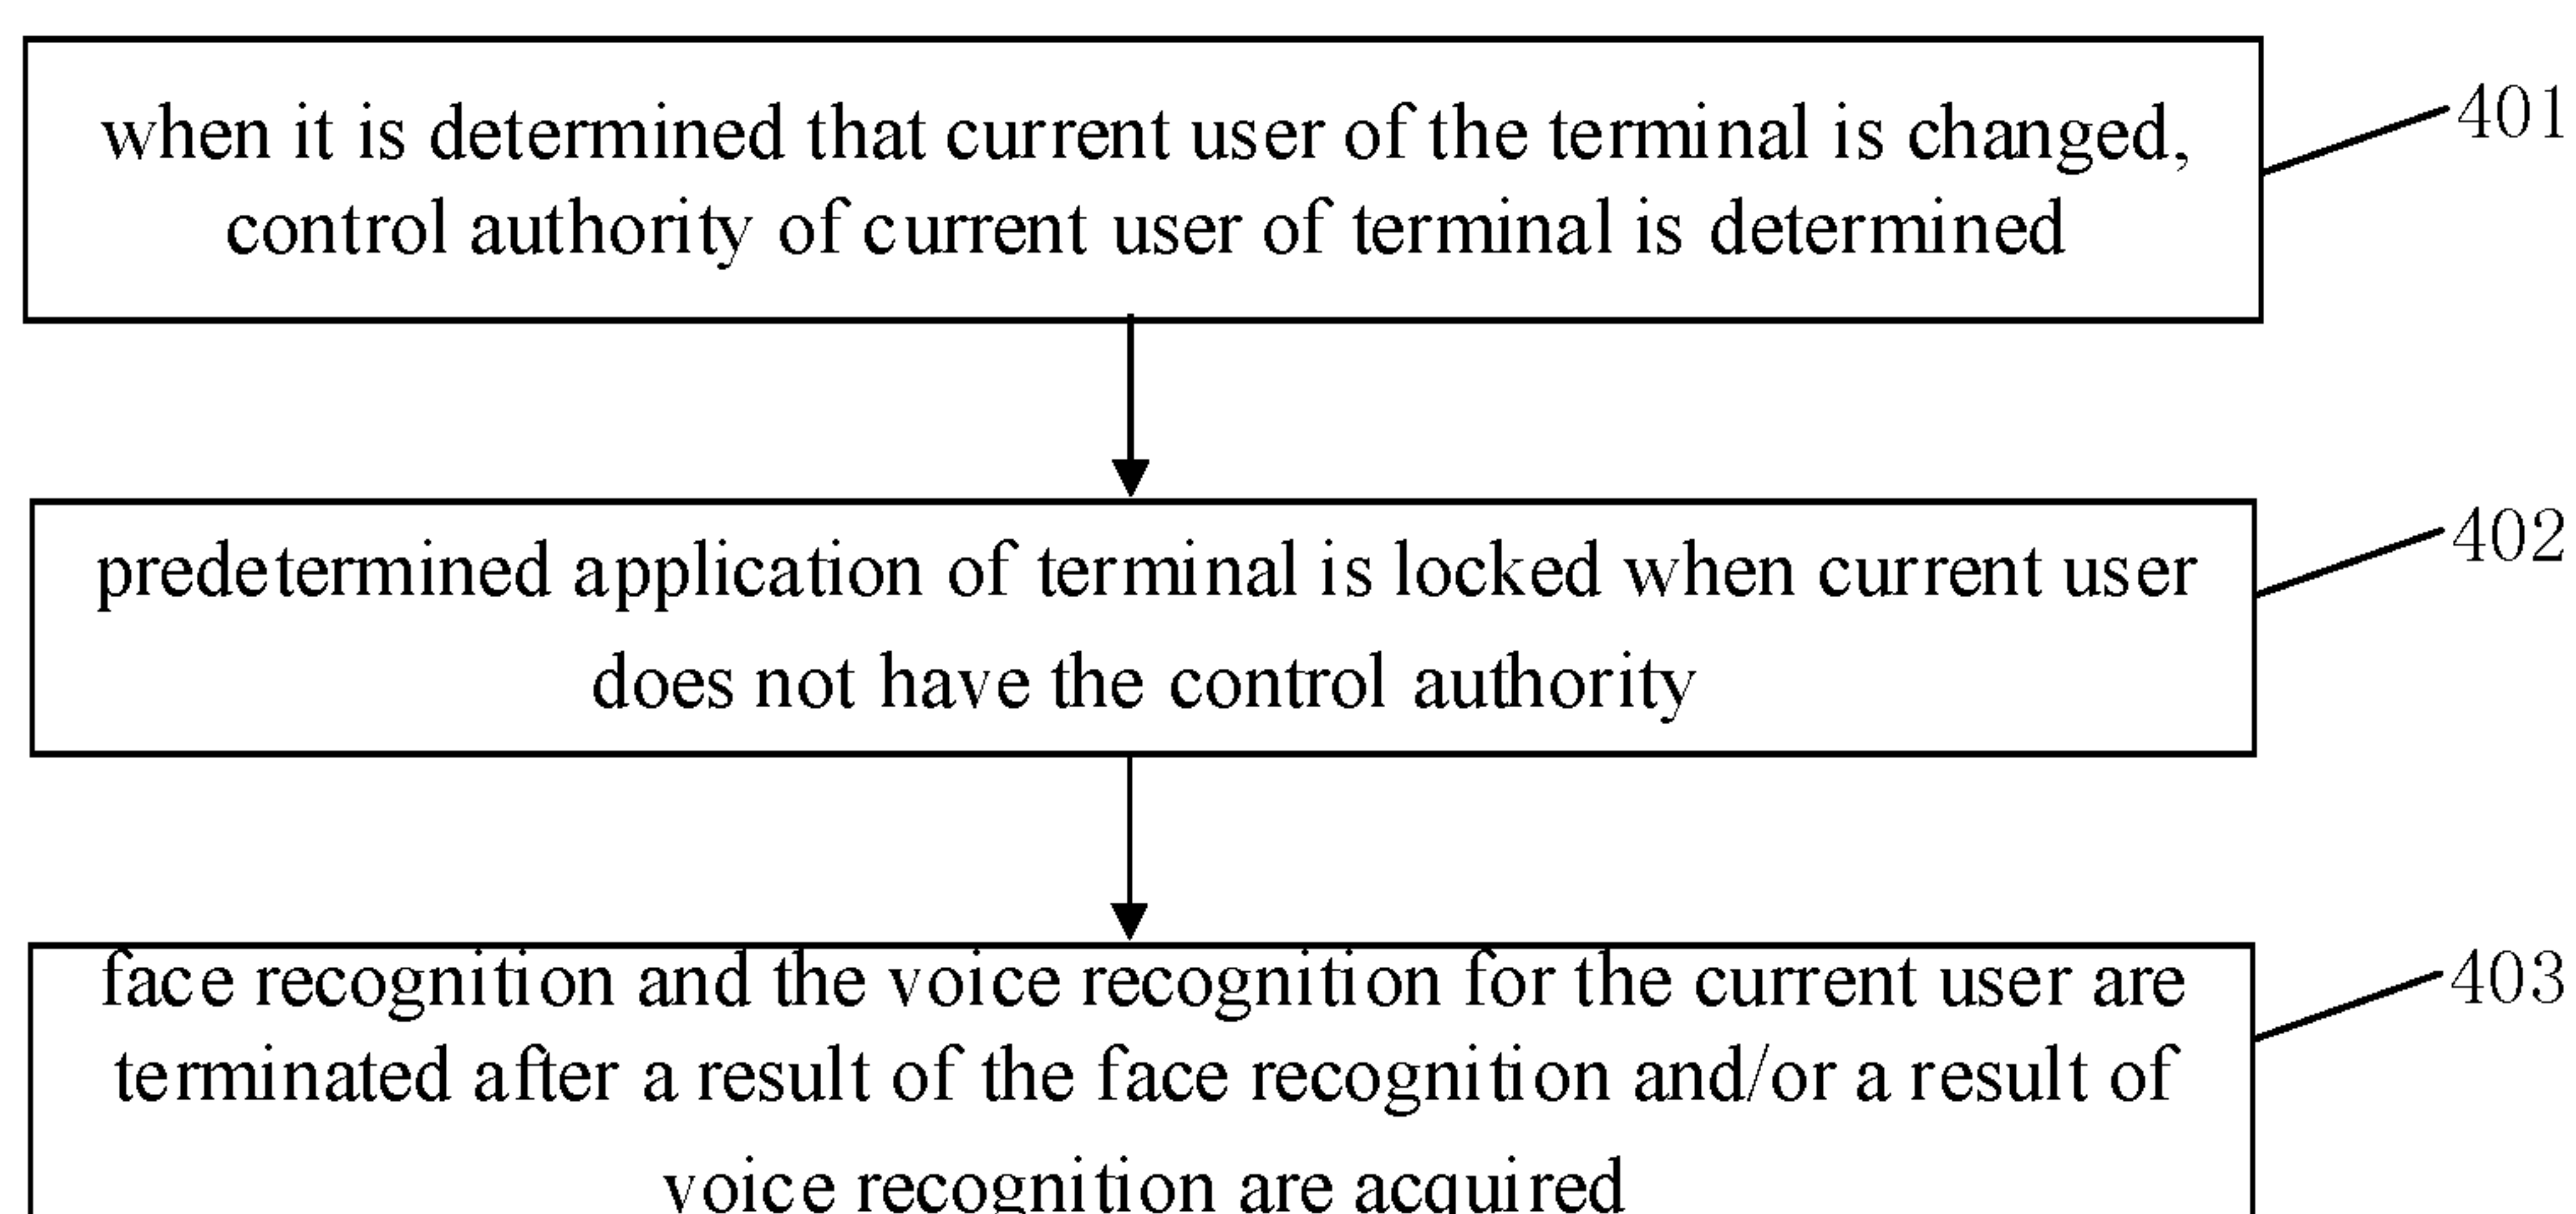 when it is determined that current user of the terminal is changed,
401
control authority of current user of terminal is determined
predetermined application of terminal is locked when current user
402
does not have the control authority
face recognition and the voice recognition for the current user are
403
terminated after a result of the face recognition and/or a result of
voice recognition are acquired